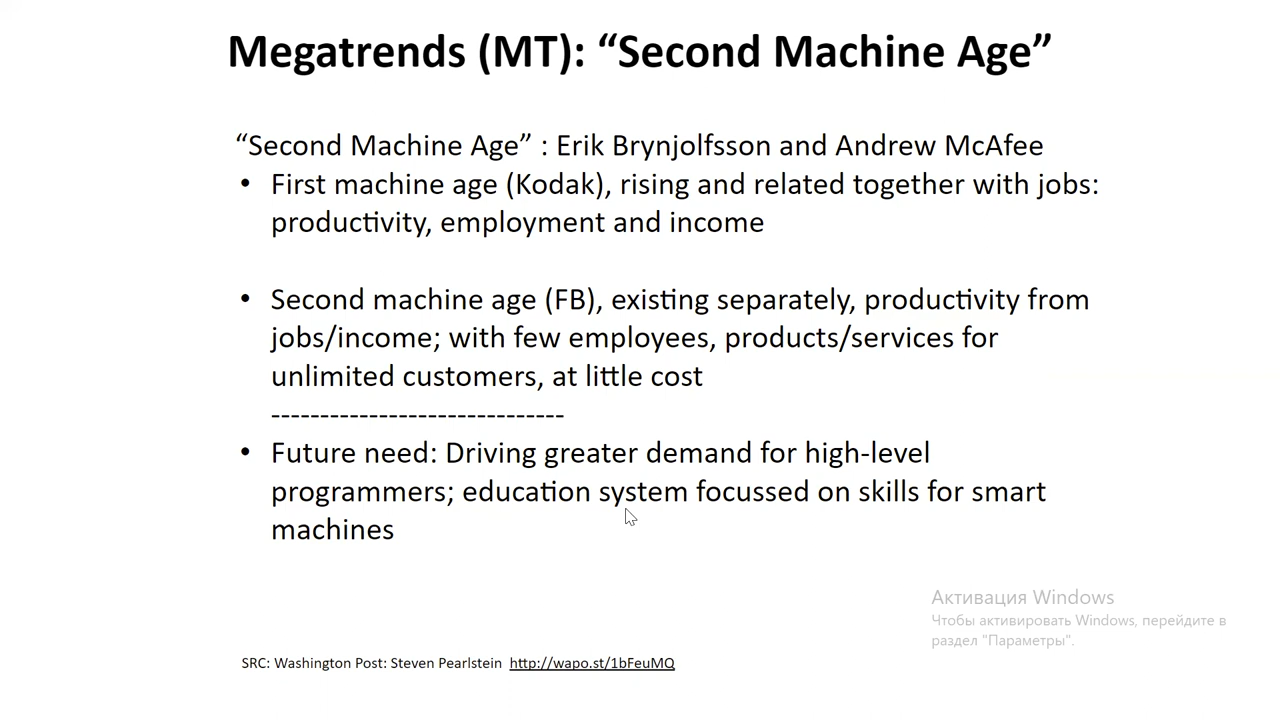 Megatrends (MT): “Second Machine Age”
“Second Machine Age” : Erik Brynjolfsson and Andrew McAfee
• First machine age (Kodak), rising and related together with jobs:
productivity, employment and income
• Second machine age (FB), existing separately, productivity from
jobs/income; with few employees, products/services for
unlimited customers, at little cost
------------------------------
• Future need: Driving greater demand for high-level
programmers; education system focussed on skills for smart
machines
Активация Windows
Чтобы активировать Windows, перейдите в
раздел "Параметры".
SRC: Washington Post: Steven Pearlstein http://wapo.st/1bFeuMQ